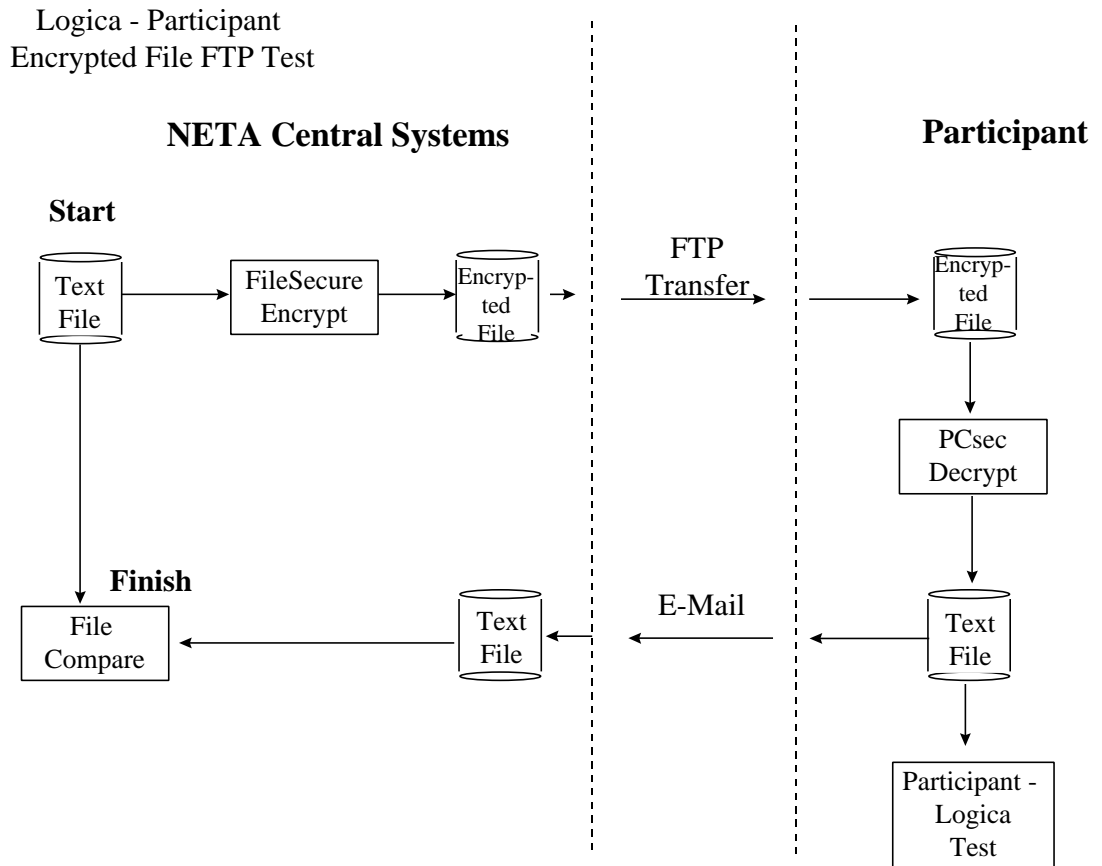 Logica - Participant
Encrypted File FTP Test
NETA Central Systems
Participant
Start
Text
File
FileSecure
Encrypt
Encryp-
ted
File
FTP
Transfer
Encryp-
ted
File
PCsec
Decrypt
Finish
File
Compare
Text
File
E-Mail
Text
File
Participant -
Logica
Test